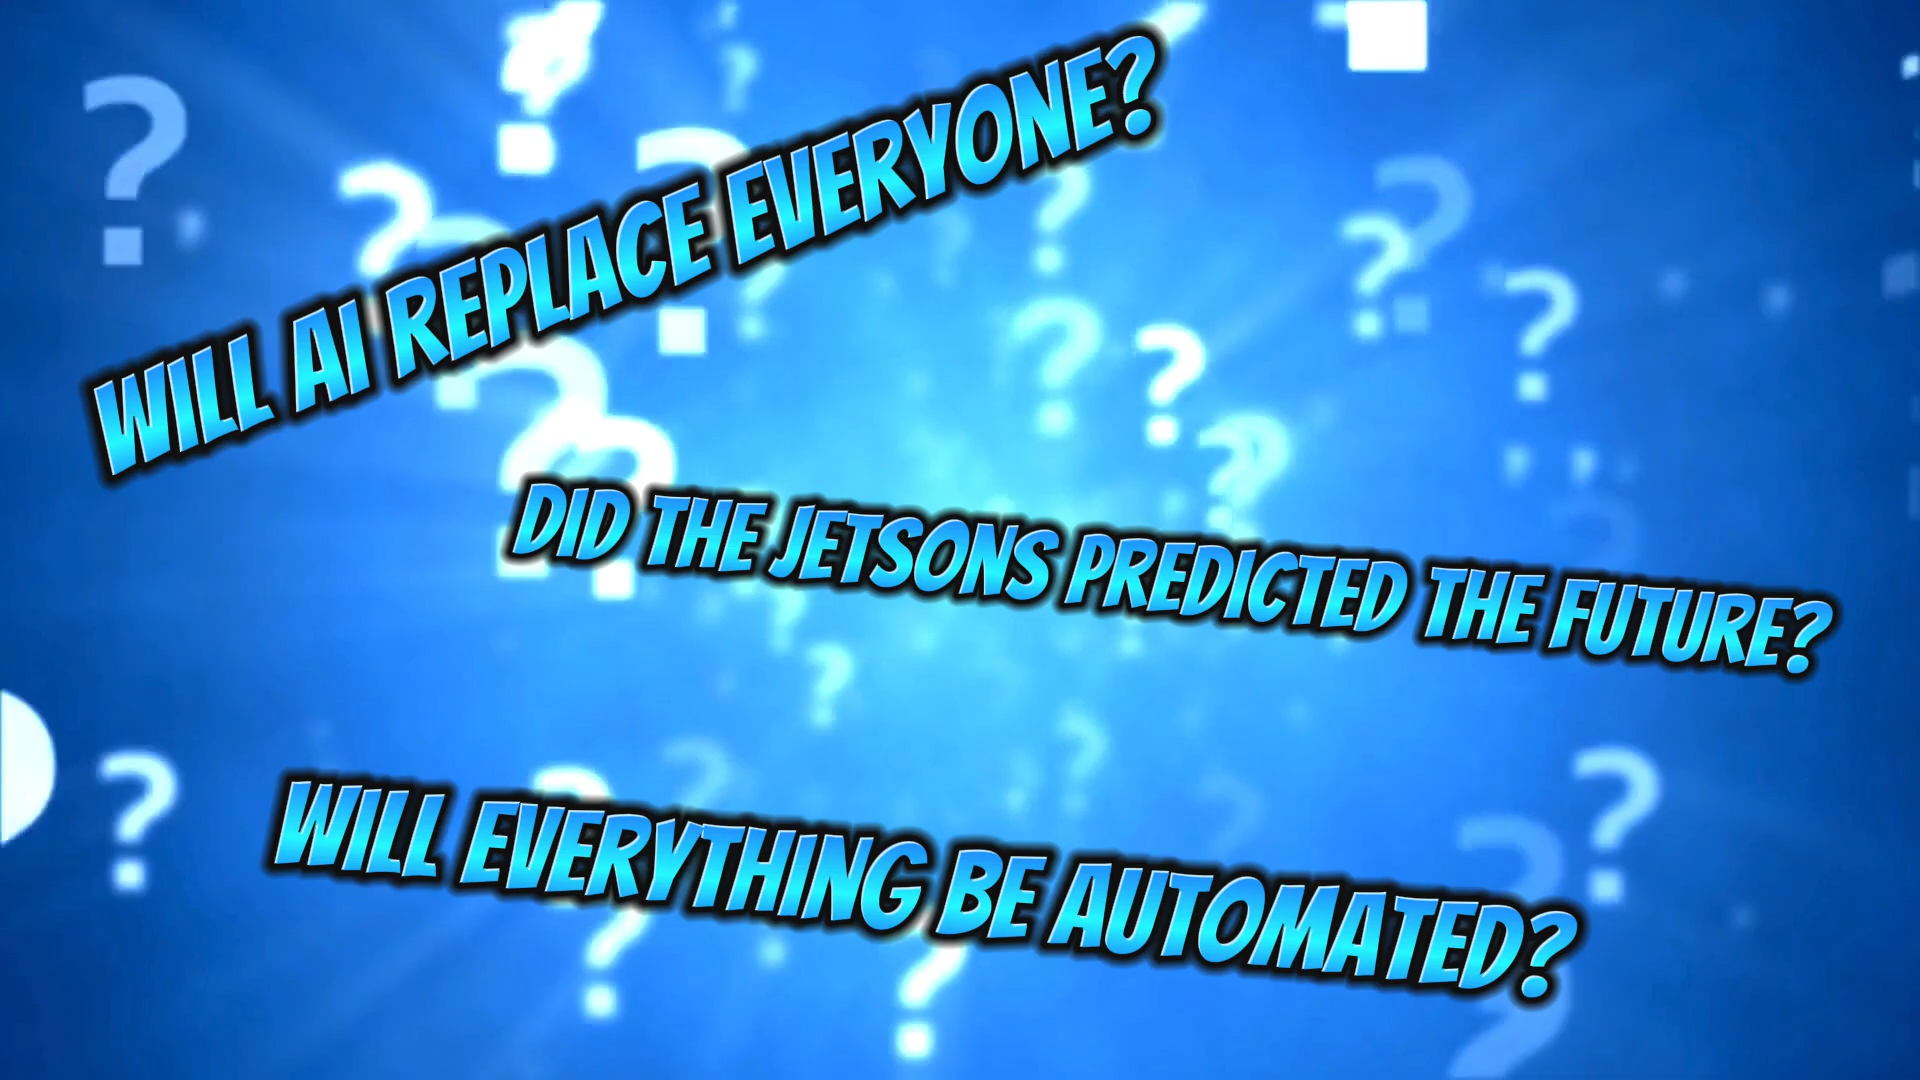 WILL AI REPLACE EVERYONE?
DID THE JETSONS PREDICTED THE FUTURE?
WILL EVERYTHING BE AUTOMATED?